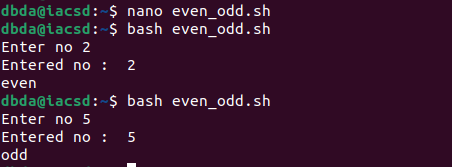 dbda@iacsd:~$ nano even_odd.sh
dbda@iacsd:~$ bash even_odd.sh
Enter no 2
Entered no :  2
even
dbda@iacsd:~$ bash even_odd.sh
Enter no 5
Entered no :  5
odd